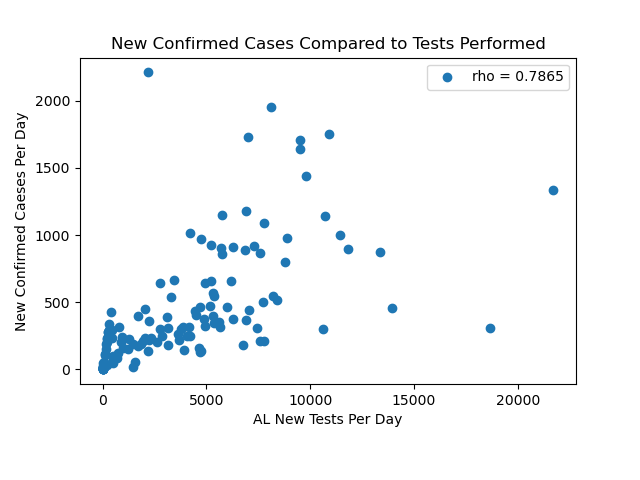 New Confirmed Cases Compared to Tests Performed
rho = 0.7865
New Confirmed Caeses Per Day
2000
1500
1000
500
0
0 5000 10000 15000 20000
AL New Tests Per Day